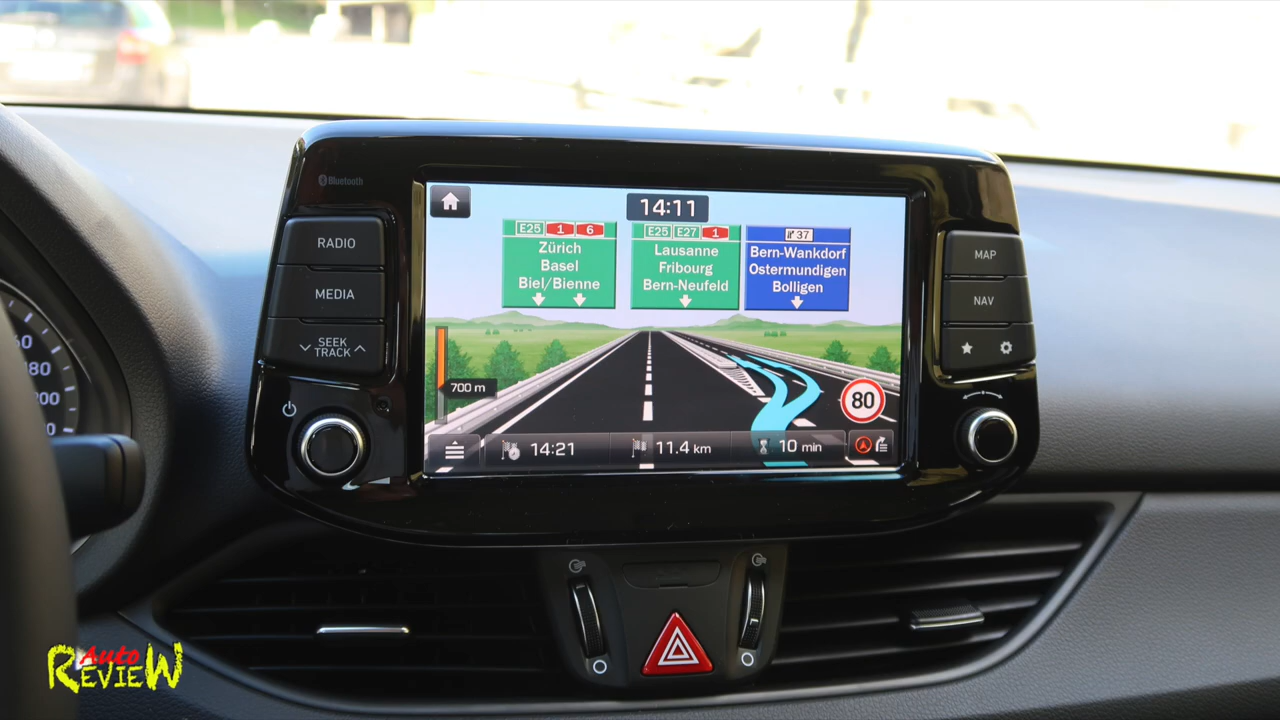 Bluetooth
RADIO
MEDIA
SEEK
TRACK
14:11
E25 1 6
Zürich
Basel
Biel/Bienne
E25 E27 1
Lausanne
Fribourg
Bern-Neufeld
37
Bern-Wankdorf
Ostermundigen
Bolligen
700 m
80
14:21
11.4 km
10 min
MAP
NAV
80
Auto
REVIEW